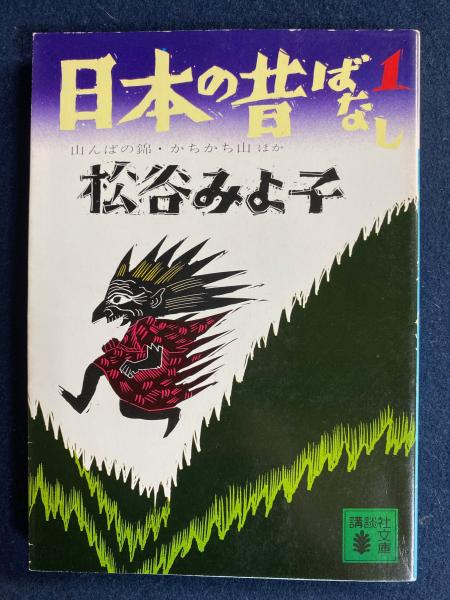 日本の昔ばなし 1
山んばの錦・かちかち山 ほか
松谷みよ子
講談社
文庫